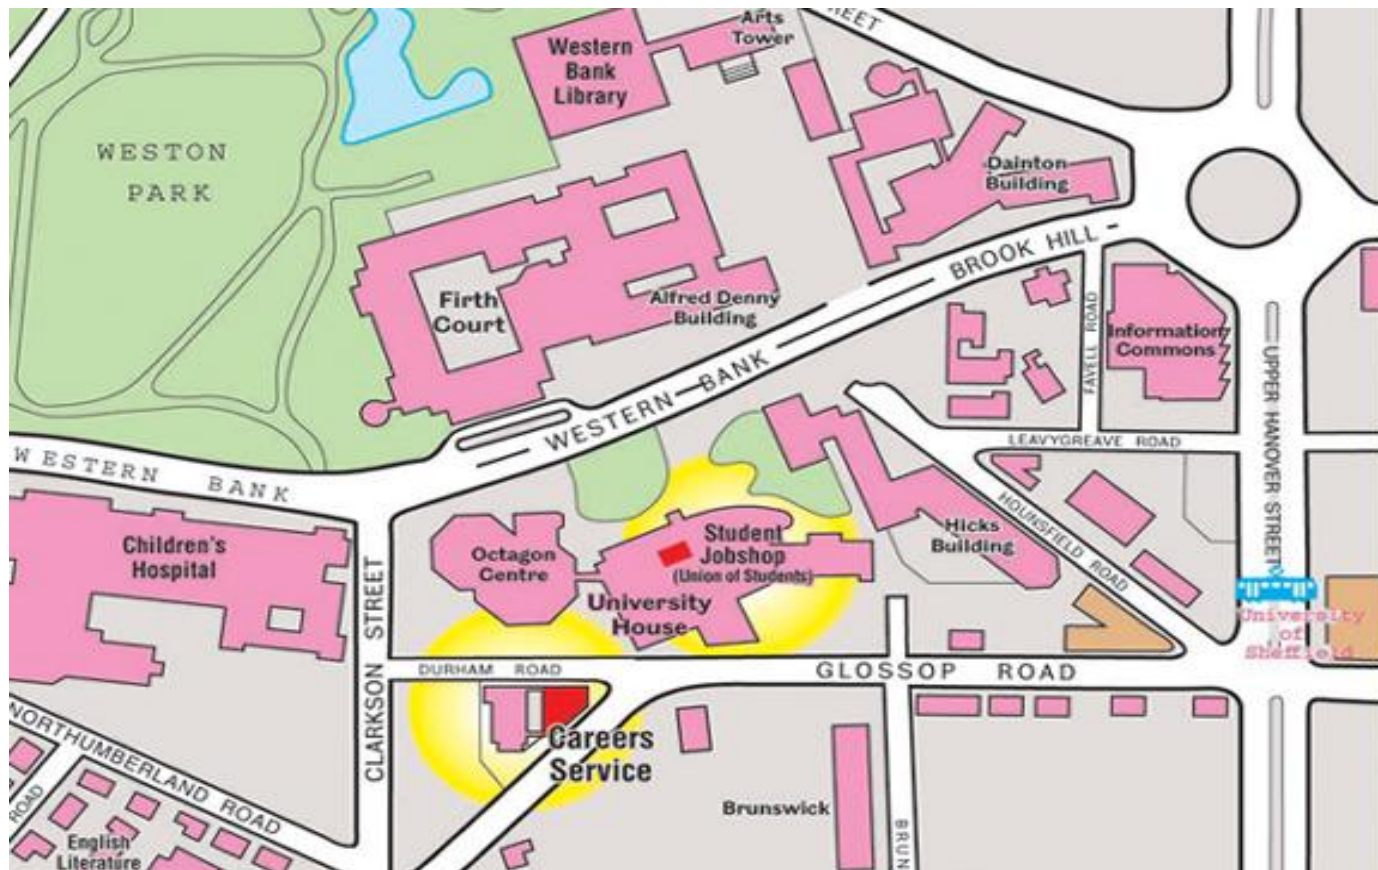 Arts
Tower
Western
Bank
Library
WESTON
PARK
Dainton
Building
BROOK HILL
Firth
Court
Alfred Denny
Building
FAVELL ROAD
Information
Commons
WESTERN BANK
UPPER HANOVER STREET
LEAVYGREAVE ROAD
WESTERN BANK
HOUNSFIELD ROAD
Hicks
Building
Children's
Hospital
Octagon
Centre
Student
Jobshop
(Union of Students)
University
House
University
of
Sheffield
CLARKSON STREET
DURHAM ROAD
GLOSSOP ROAD
NORTHUMBERLAND ROAD
Careers
Service
ROAD
Brunswick
BRUN
English
Literature